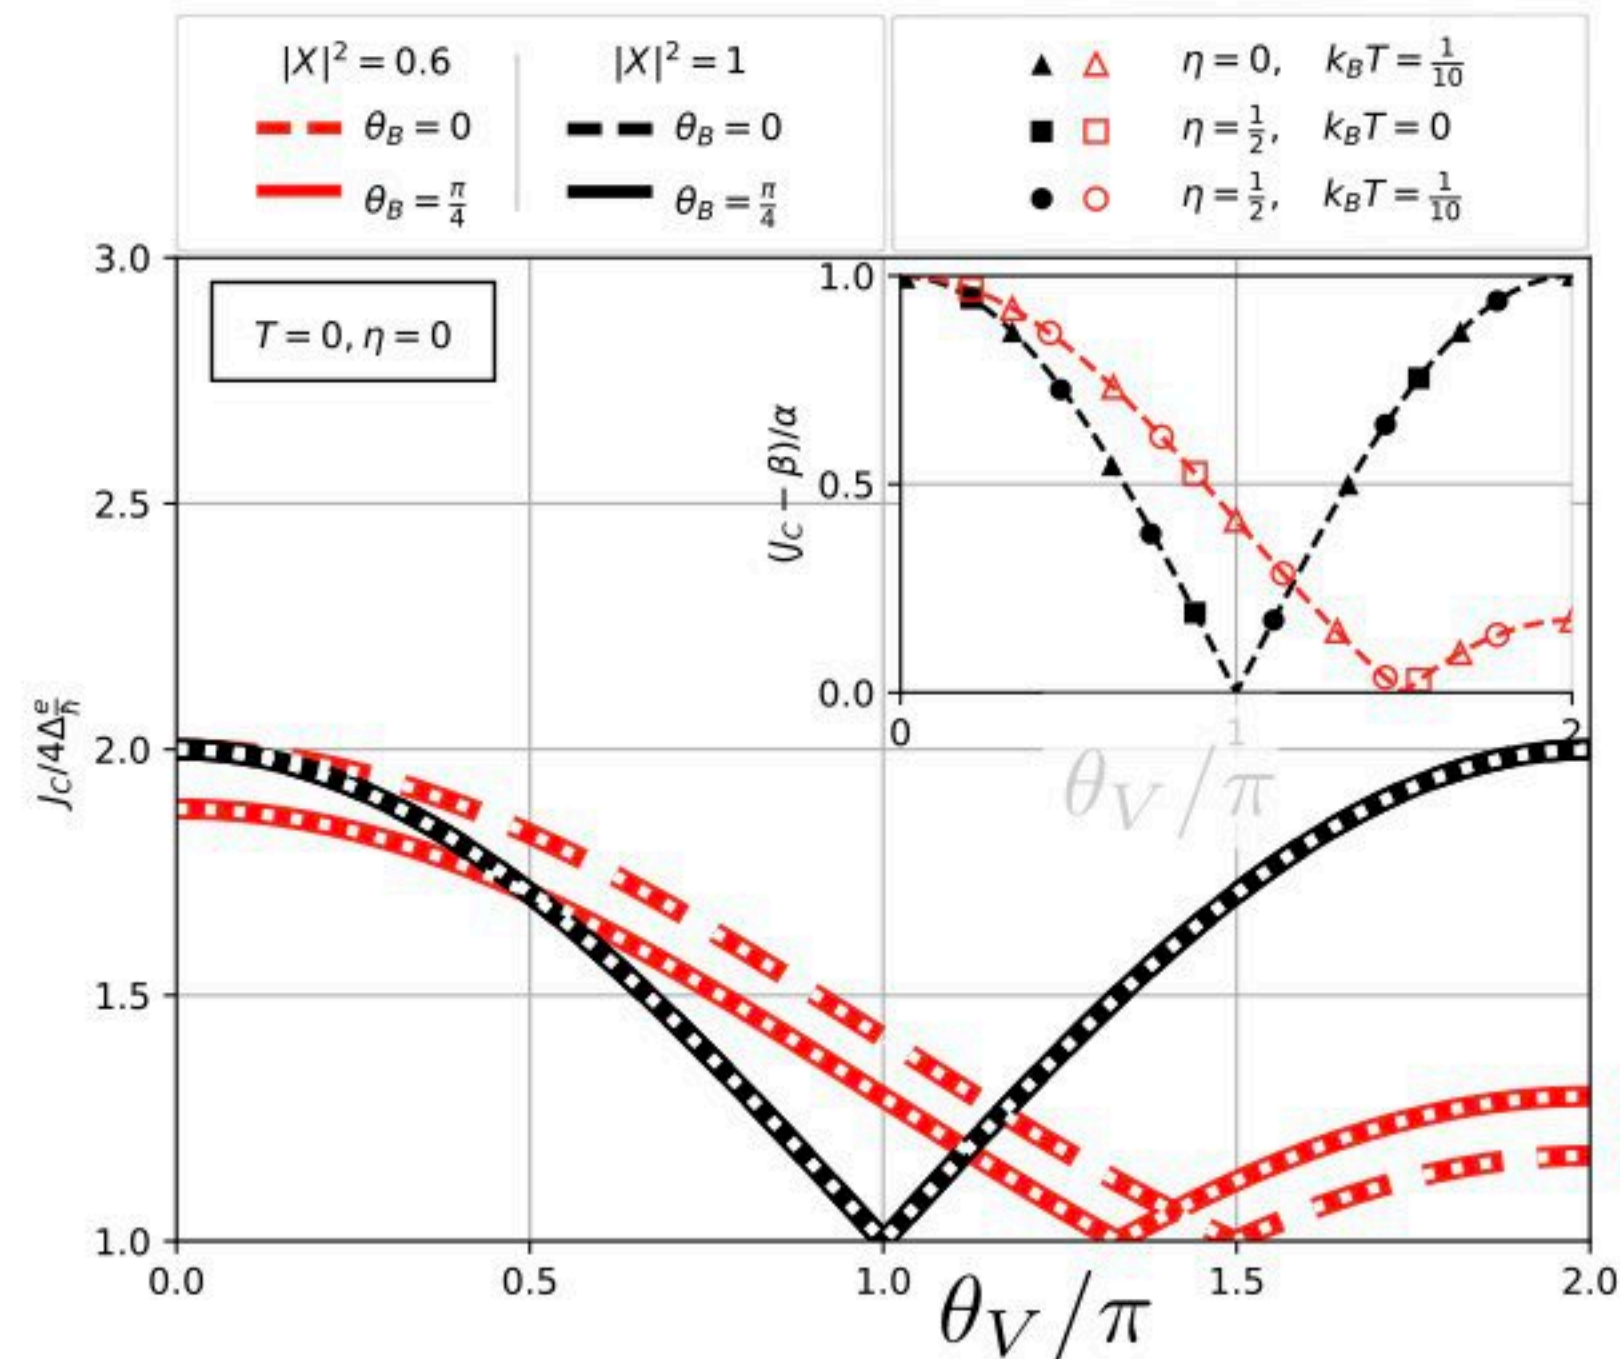 |X|² = 0.6
|X|² = 1
θ_B = 0
θ_B = 0
θ_B = π/4
θ_B = π/4
η = 0, k_BT = 1/10
η = 1/2, k_BT = 0
η = 1/2, k_BT = 1/10
T = 0, η = 0
3.0
2.5
2.0
1.5
1.0
J_C/4Δ e/ħ
0.0
0.5
1.0
1.5
2.0
θ_V/π
1.0
0.5
0.0
(J_C − β)/α
0
1
2
θ_V/π